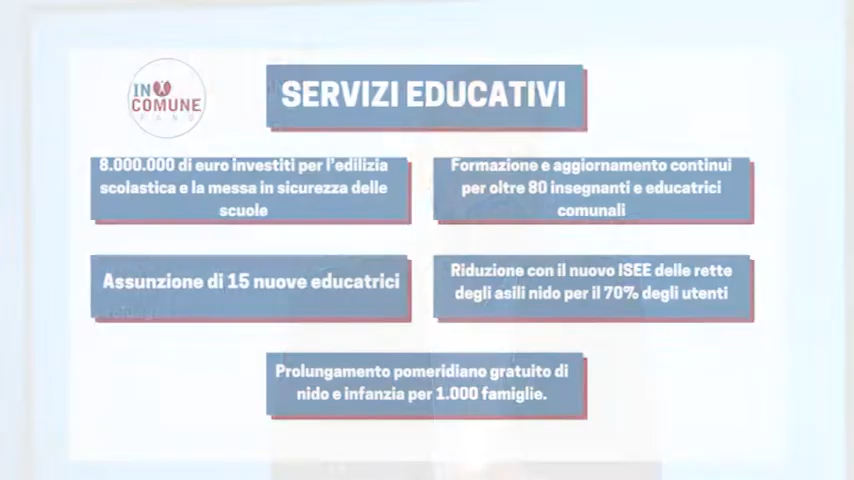 IN
COMUNE
FANO
SERVIZI EDUCATIVI
8.000.000 di euro investiti per l'edilizia
scolastica e la messa in sicurezza delle
scuole
Formazione e aggiornamento continui
per oltre 80 insegnanti e educatrici
comunali
Assunzione di 15 nuove educatrici
Riduzione con il nuovo ISEE delle rette
degli asili nido per il 70% degli utenti
Prolungamento pomeridiano gratuito di
nido e infanzia per 1.000 famiglie.